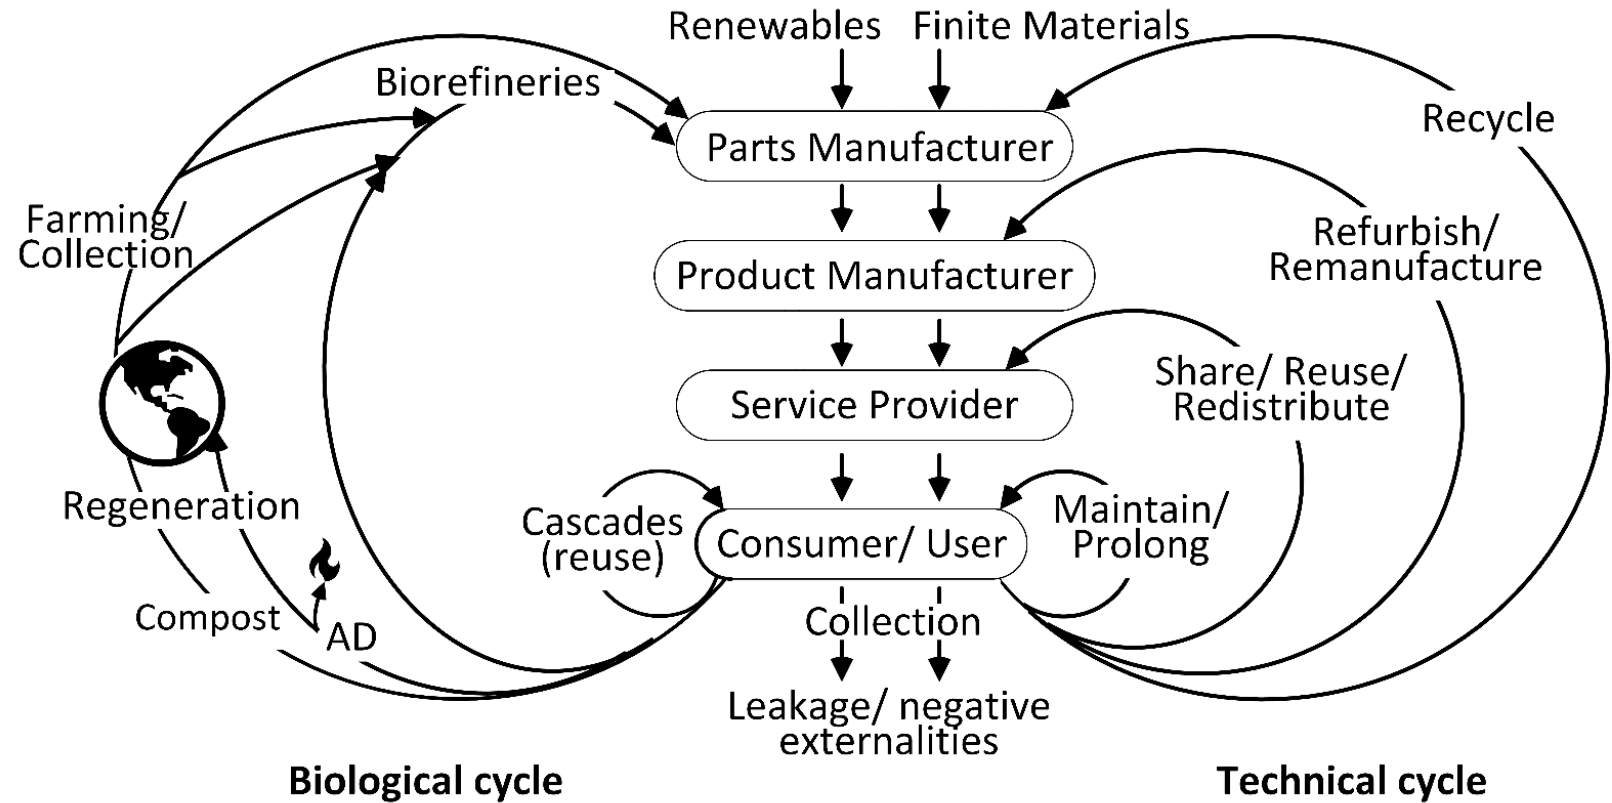 Renewables
Finite Materials
Biorefineries
Parts Manufacturer
Recycle
Farming/
Collection
Refurbish/
Remanufacture
Product Manufacturer
Share/ Reuse/
Redistribute
Service Provider
Regeneration
Cascades
(reuse)
Consumer/ User
Maintain/
Prolong
Compost
AD
Collection
Leakage/ negative
externalities
Biological cycle
Technical cycle